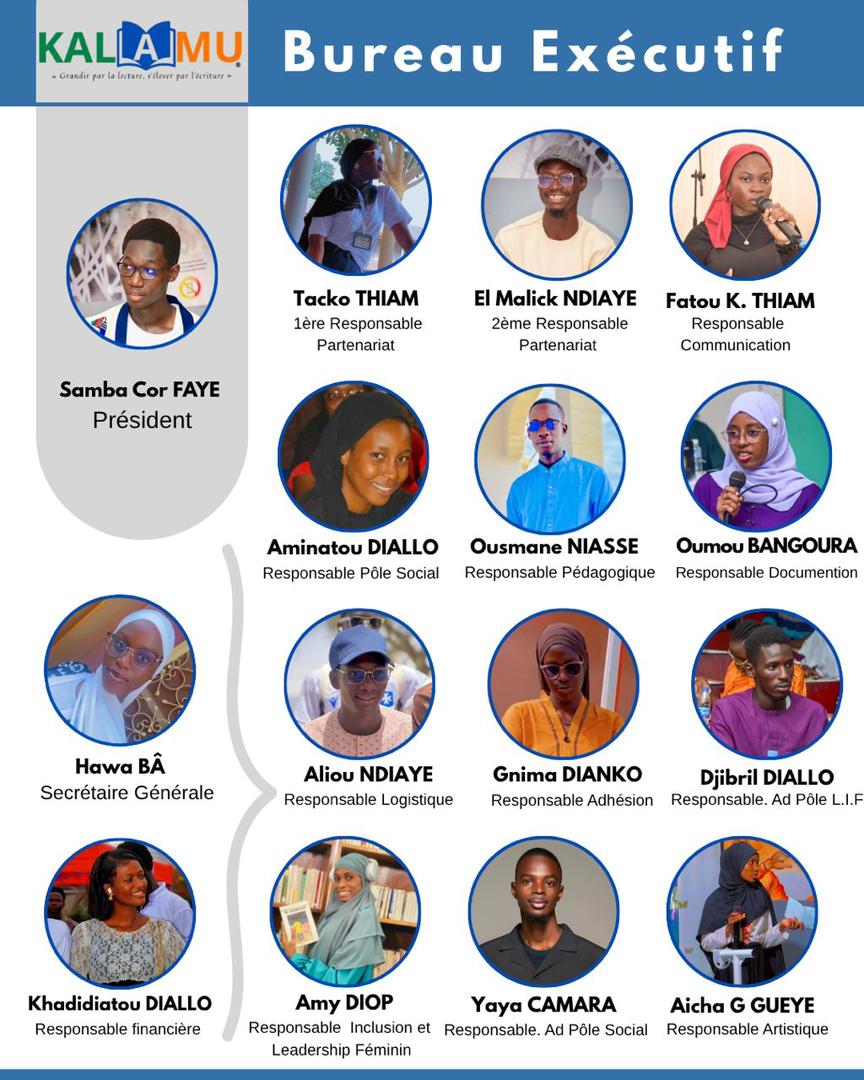 KALAMU
« Grandir par la lecture, s'élever par l'écriture »
Bureau Exécutif
Samba Cor FAYE
Président
Tacko THIAM
1ère Responsable
Partenariat
El Malick NDIAYE
2ème Responsable
Partenariat
Fatou K. THIAM
Responsable
Communication
Aminatou DIALLO
Responsable Pôle Social
Ousmane NIASSE
Responsable Pédagogique
Oumou BANGOURA
Responsable Documention
Hawa BÂ
Secrétaire Générale
Aliou NDIAYE
Responsable Logistique
Gnima DIANKO
Responsable Adhésion
Djibril DIALLO
Responsable. Ad Pôle L.I.F
Khadidiatou DIALLO
Responsable financière
Amy DIOP
Responsable Inclusion et
Leadership Féminin
Yaya CAMARA
Responsable. Ad Pôle Social
Aicha G GUEYE
Responsable Artistique